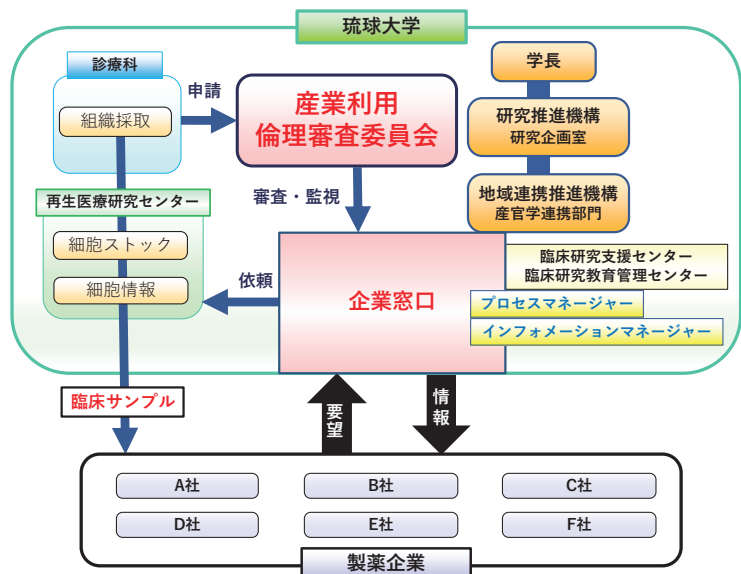 琉球大学
診療科
組織採取
申請
産業利用
倫理審査委員会
学長
研究推進機構
研究企画室
地域連携推進機構
産官学連携部門
審査・監視
再生医療研究センター
細胞ストック
細胞情報
依頼
企業窓口
臨床研究支援センター
臨床研究教育管理センター
プロセスマネージャー
インフォメーションマネージャー
臨床サンプル
要望
情報
A社
B社
C社
D社
E社
F社
製薬企業